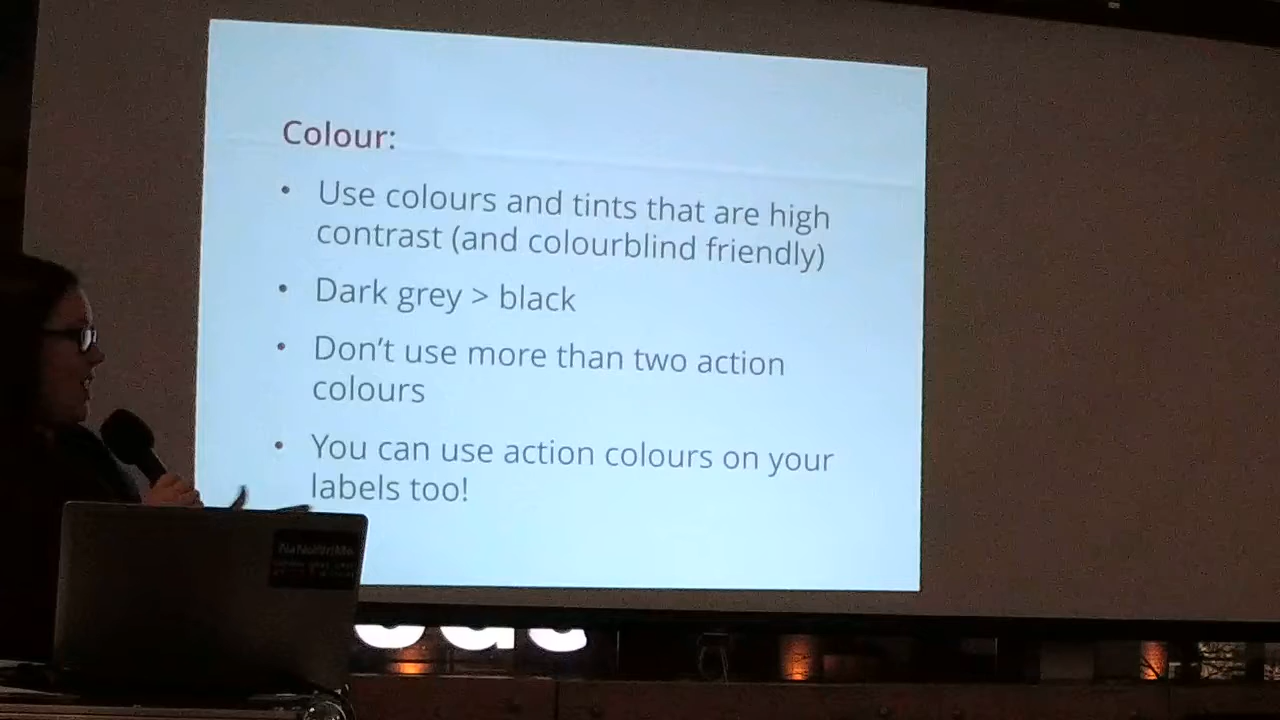 Colour:
• Use colours and tints that are high
contrast (and colourblind friendly)
• Dark grey > black
• Don't use more than two action
colours
• You can use action colours on your
labels too!
NaNoWriMo